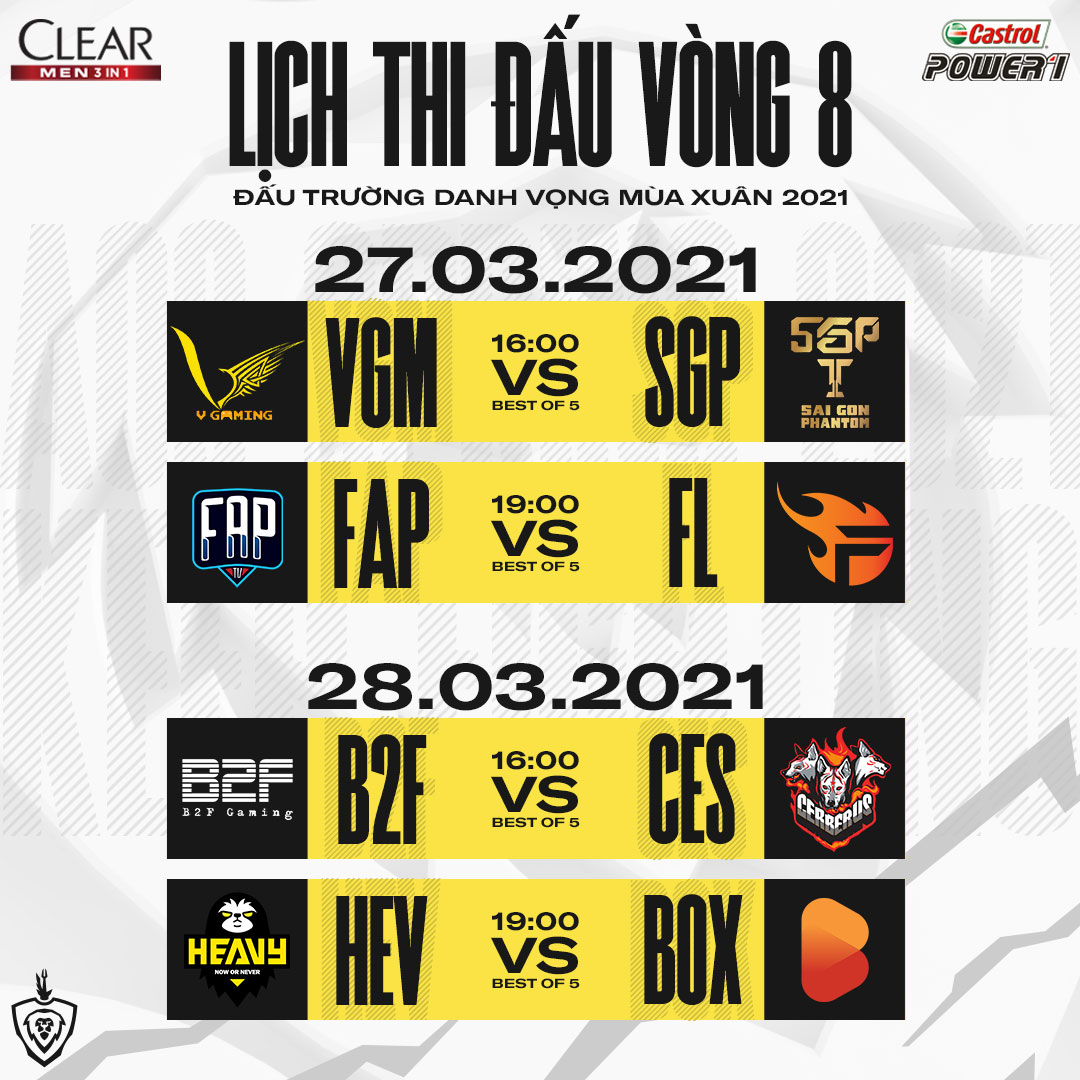 CLEAR
MEN 3 IN 1
Castrol
POWER1
LỊCH THI ĐẤU VÒNG 8
ĐẤU TRƯỜNG DANH VỌNG MÙA XUÂN 2021
27.03.2021
V GAMING
VGM
16:00
VS
BEST OF 5
SGP
SGP
SAI GON
PHANTOM
FAP
TV
FAP
19:00
VS
BEST OF 5
FL
F
28.03.2021
B2F
B2F Gaming
B2F
16:00
VS
BEST OF 5
CES
CERBERUS
HEAVY
NOW OR NEVER
HEV
19:00
VS
BEST OF 5
BOX
B